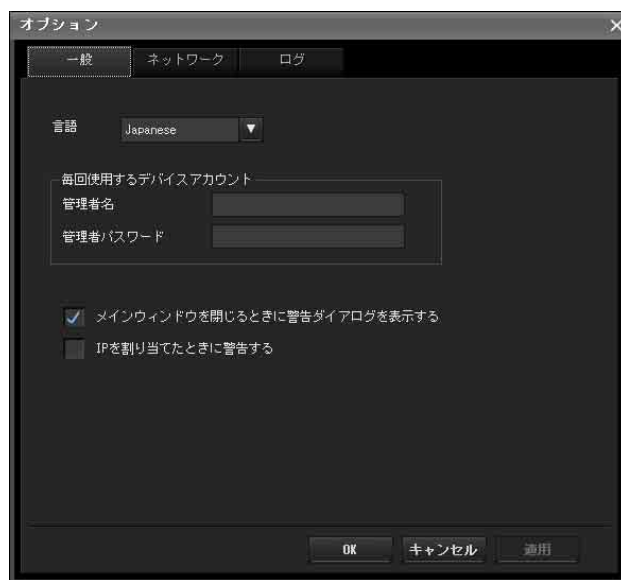 オプション
一般 ネットワーク ログ
言語 Japanese
毎回使用するデバイスアカウント
管理者名
管理者パスワード
メインウィンドウを閉じるときに警告ダイアログを表示する
IPを割り当てたときに警告する
OK キャンセル 適用